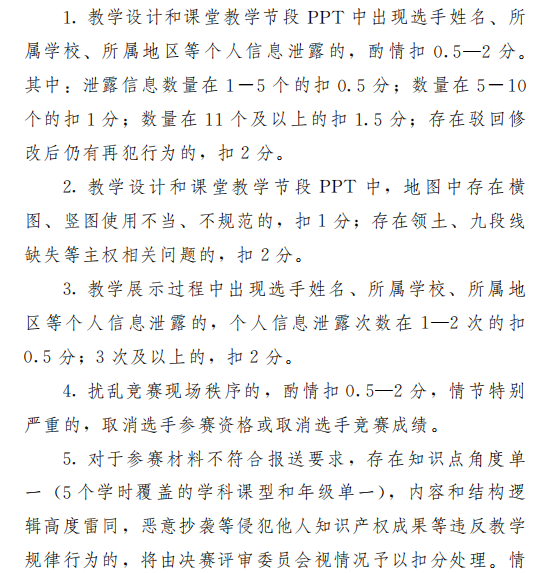 1. 教学设计和课堂教学节段 PPT 中出现选手姓名、所
属学校、所属地区等个人信息泄露的，酌情扣 0.5—2 分。
其中：泄露信息数量在 1－5 个的扣 0.5 分；数量在 5－10
个的扣 1 分；数量在 11 个及以上的扣 1.5 分；存在驳回修
改后仍有再犯行为的，扣 2 分。
2. 教学设计和课堂教学节段 PPT 中，地图中存在横
图、竖图使用不当、不规范的，扣 1 分；存在领土、九段线
缺失等主权相关问题的，扣 2 分。
3. 教学展示过程中出现选手姓名、所属学校、所属地
区等个人信息泄露的，个人信息泄露次数在 1—2 次的扣
0.5 分；3 次及以上的，扣 2 分。
4. 扰乱竞赛现场秩序的，酌情扣 0.5—2 分，情节特别
严重的，取消选手参赛资格或取消选手竞赛成绩。
5. 对于参赛材料不符合报送要求，存在知识点角度单
一（5 个学时覆盖的学科课型和年级单一），内容和结构逻
辑高度雷同，恶意抄袭等侵犯他人知识产权成果等违反教学
规律行为的，将由决赛评审委员会视情况予以扣分处理。情